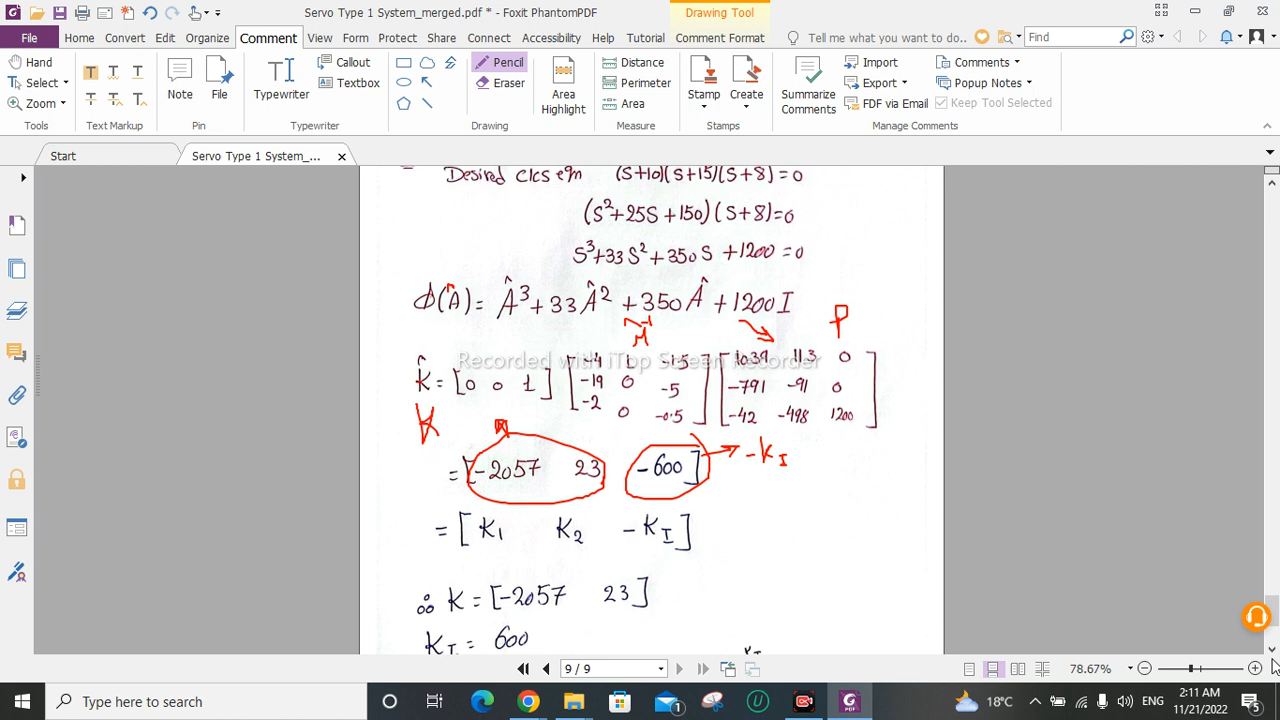 Servo Type 1 System_merged.pdf * - Foxit PhantomPDF
Drawing Tool
File Home Convert Edit Organize Comment View Form Protect Share Connect Accessibility Help Tutorial Comment Format Tell me what you want to do... Find
Hand
Select
Zoom
Tools
Text Markup
Note
File
Pin
Typewriter
Callout
Textbox
Typewriter
Pencil
Eraser
Area Highlight
Drawing
Distance
Perimeter
Area
Measure
Stamp Create
Stamps
Summarize Comments
Import
Export
FDF via Email
Comments
Popup Notes
Keep Tool Selected
Manage Comments
Start
Servo Type 1 System_...
Desired C/cs eqn (S+10)(S+15)(S+8)=0
(S²+25S+150)(S+8)=0
S³+33S²+350S+1200=0
Φ(Â)= Â³+33Â²+350Â+1200I
M⁻¹
P
Recorded with iTop Screen Recorder
K̂ = [0 0 1] [-4 1 -1.5] [1039 113 0]
-19 0 -5 -791 -91 0
-2 0 -0.5 -42 -498 1200
K
K
= [-2057 23 -600] → -KI
= [K1 K2 -KI]
∴ K = [-2057 23]
KI = 600
9 / 9
78.67%
Type here to search
1
18°C
ENG
2:11 AM
11/21/2022
5